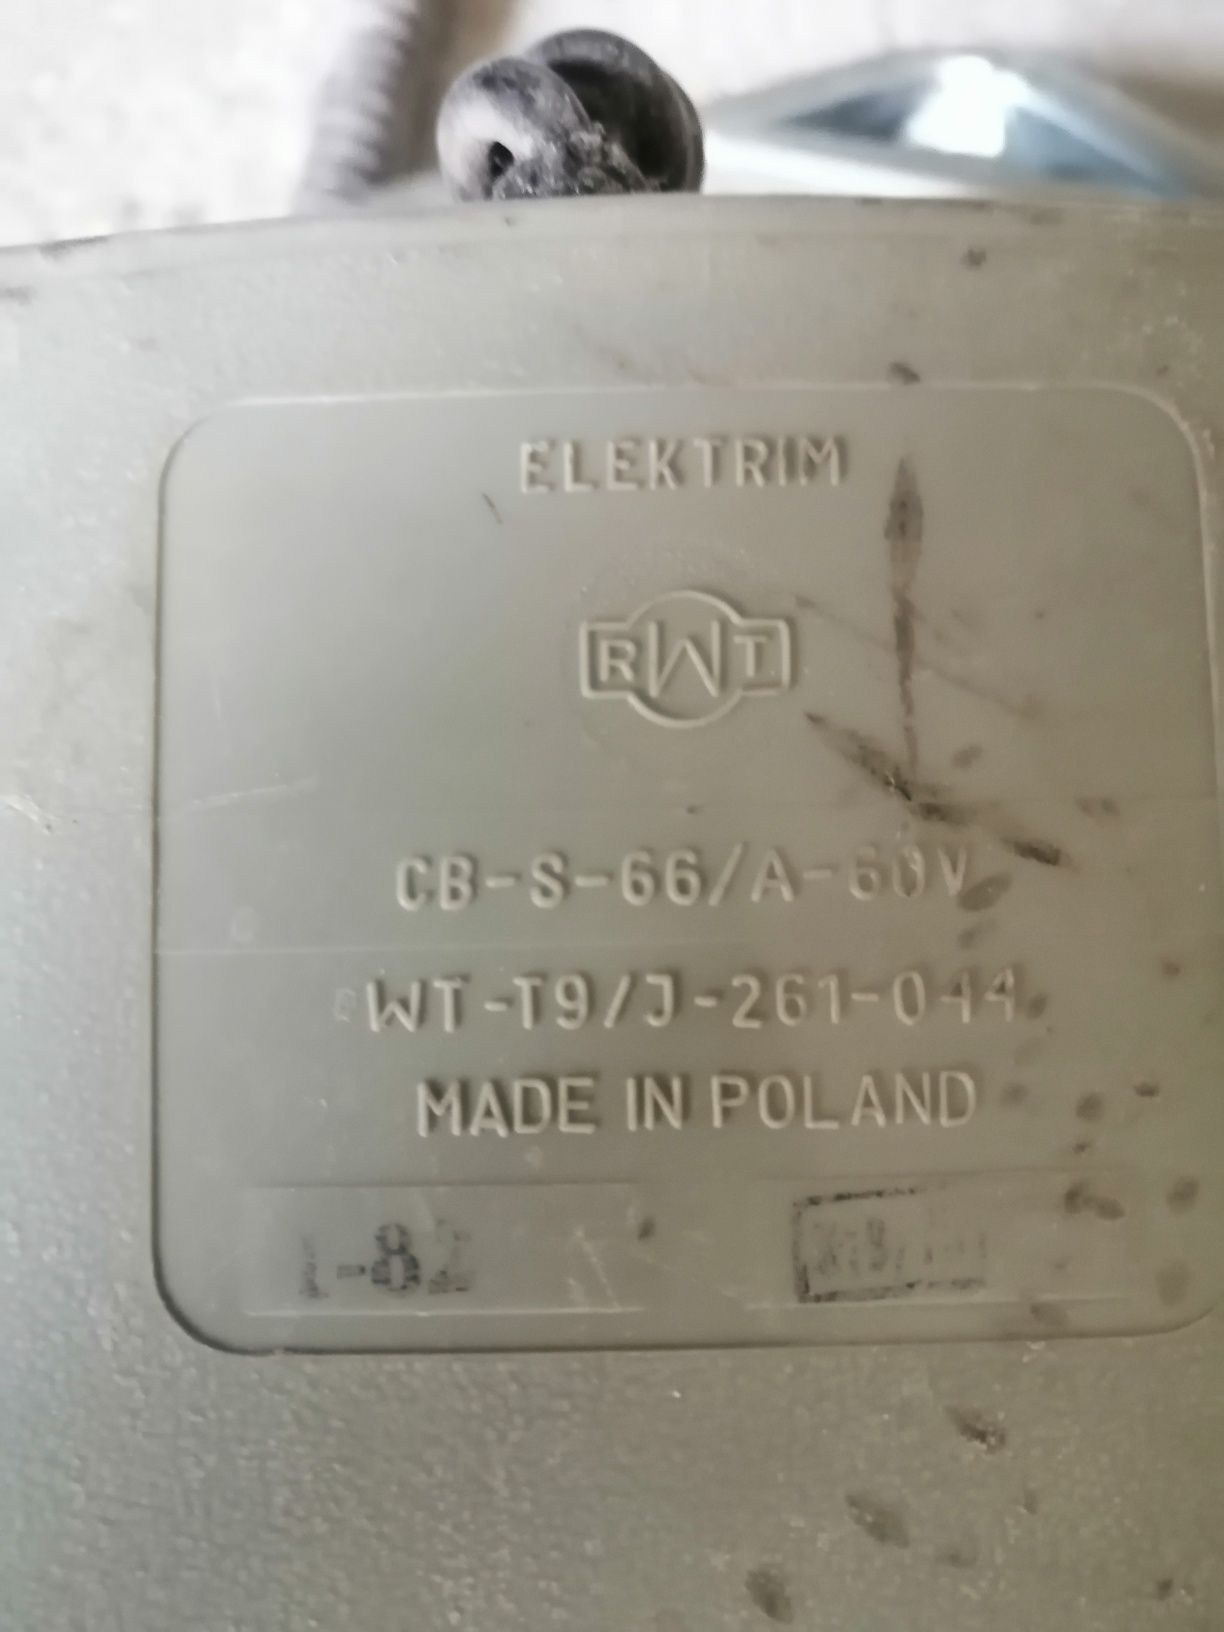 ELEKTRIM
RWT
CB-S-66/A-60V
WT-T9/J-261-044
MADE IN POLAND